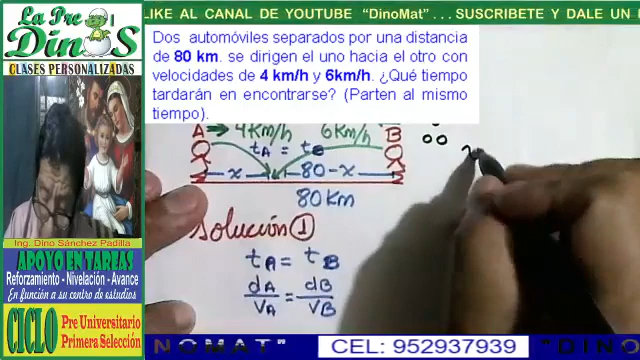 La Pre
DinoS
CLASES PERSONALIZADAS
LIKE AL CANAL DE YOUTUBE "DinoMat"... SUSCRIBETE Y DALE UN
Dos automóviles separados por una distancia
de 80 km. se dirigen el uno hacia el otro con
velocidades de 4 km/h y 6km/h. ¿Qué tiempo
tardarán en encontrarse? (Parten al mismo
tiempo).
A 4Km/h 6Km/h B
tA = tB
x 80-x
80Km
Solución 1
tA = tB
dA = dB
VA VB
Ing. Dino Sánchez Padilla
APOYO EN TAREAS
Reforzamiento - Nivelación - Avance
En función a su centro de estudios
CICLO Pre Universitario
Primera Selección
NOMAT"
CEL: 952937939
"DINO